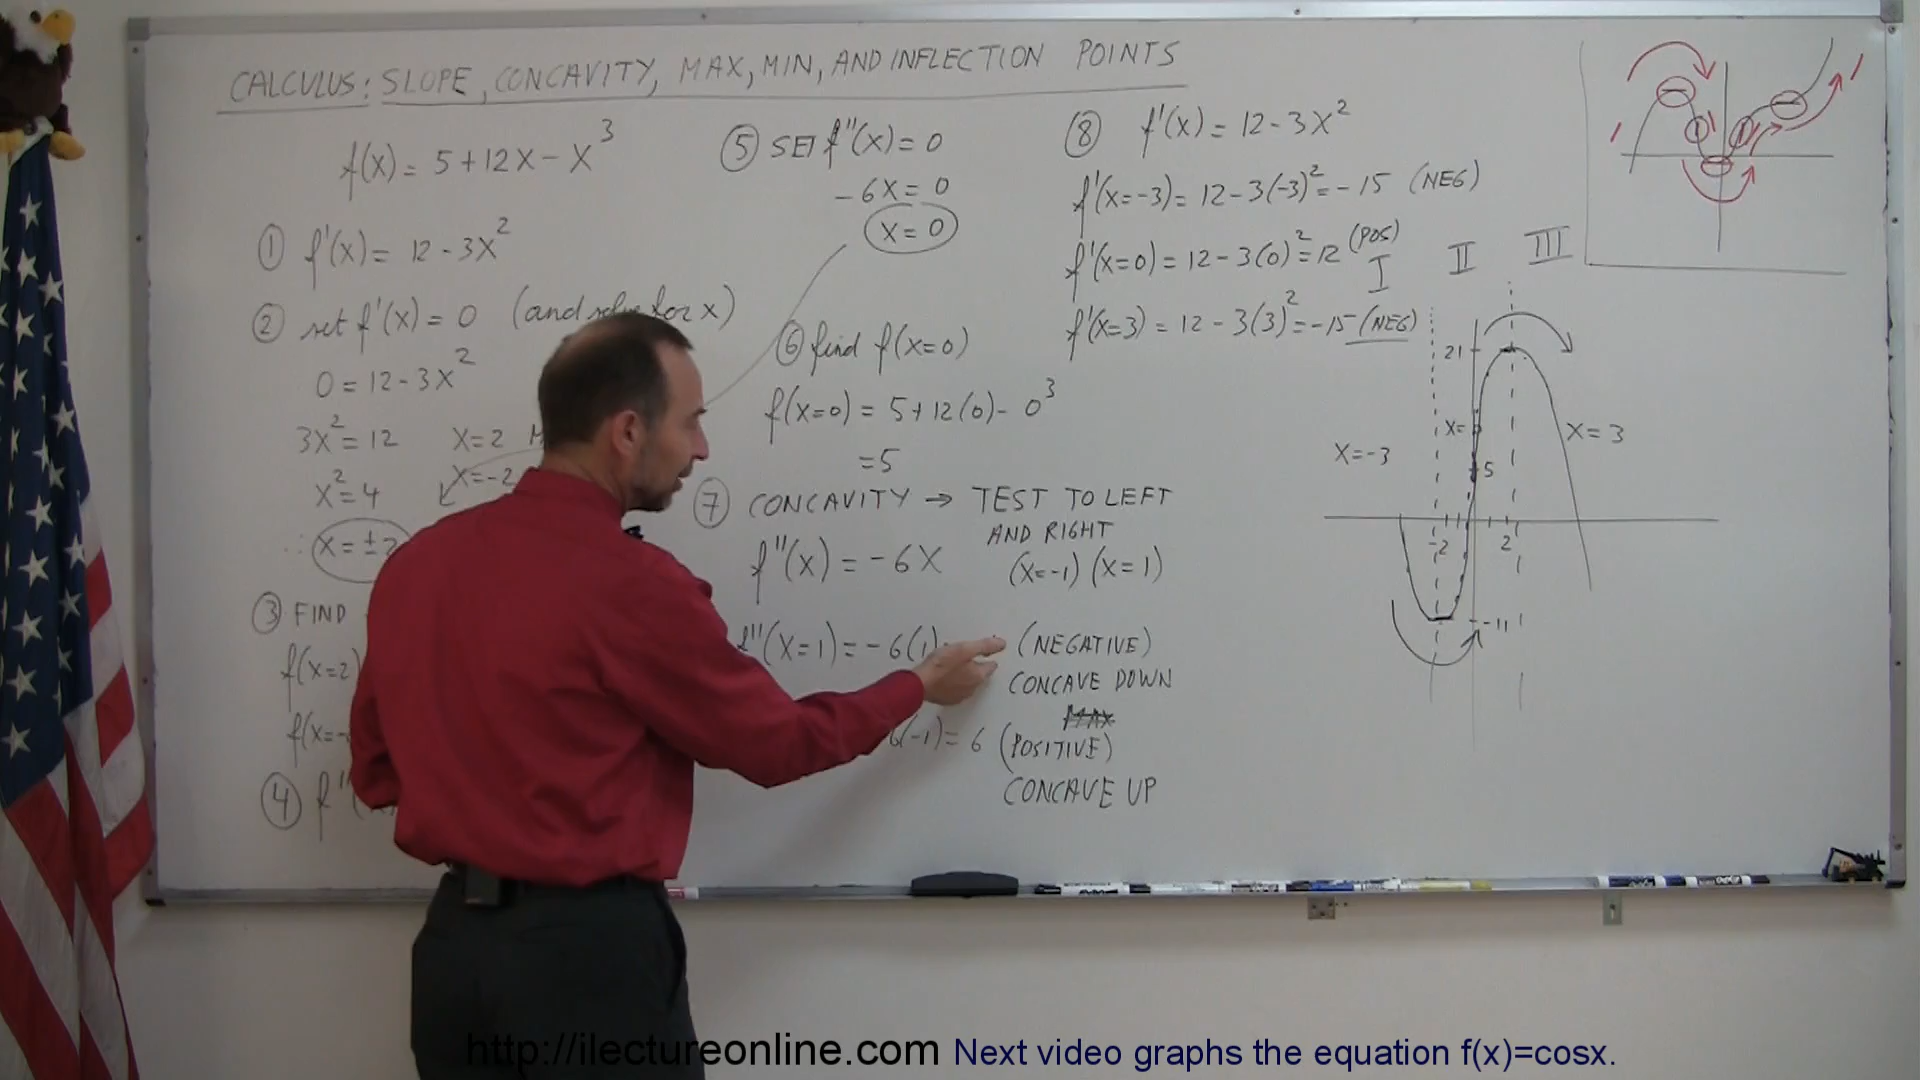 CALCULUS: SLOPE, CONCAVITY, MAX, MIN, AND INFLECTION POINTS
f(x) = 5+12x-x³
① f'(x) = 12-3x²
② set f'(x) = 0 (and solve for x)
0 = 12-3x²
3x² = 12
x² = 4
∴ x = ±2
x=2
x=-2
③ FIND
f(x=2)
f(x=-
④ f''(
⑤ SET f''(x) = 0
-6x = 0
x = 0
⑥ find f(x=0)
f(x=0) = 5+12(0)-0³
=5
⑦ CONCAVITY → TEST TO LEFT
AND RIGHT
f''(x) = -6x (x=-1) (x=1)
f''(x=1) = -6(1)= (NEGATIVE)
CONCAVE DOWN
MAX
6(-1) = 6 (POSITIVE)
CONCAVE UP
⑧ f'(x) = 12-3x²
f'(x=-3) = 12-3(-3)² = -15 (NEG)
f'(x=0) = 12-3(0)² = 12 (POS)
f'(x=3) = 12-3(3)² = -15 (NEG)
I II III
21
x=
x=-3
x=3
5
-2 2
-11
http://ilectureonline.com Next video graphs the equation f(x)=cosx.